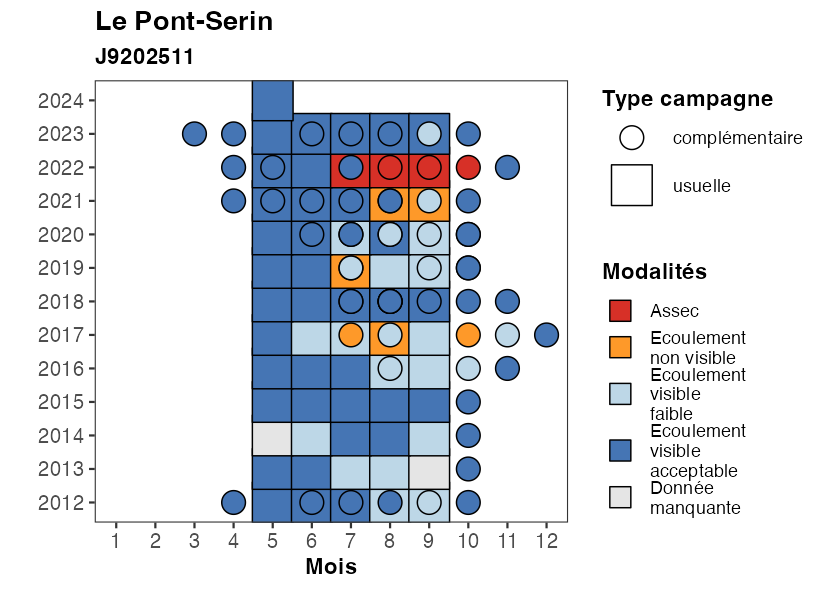 Le Pont-Serin
J9202511
2024
2023
2022
2021
2020
2019
2018
2017
2016
2015
2014
2013
2012
1 2 3 4 5 6 7 8 9 10 11 12
Mois
Type campagne
complémentaire
usuelle
Modalités
Assec
Ecoulement
non visible
Ecoulement
visible
faible
Ecoulement
visible
acceptable
Donnée
manquante